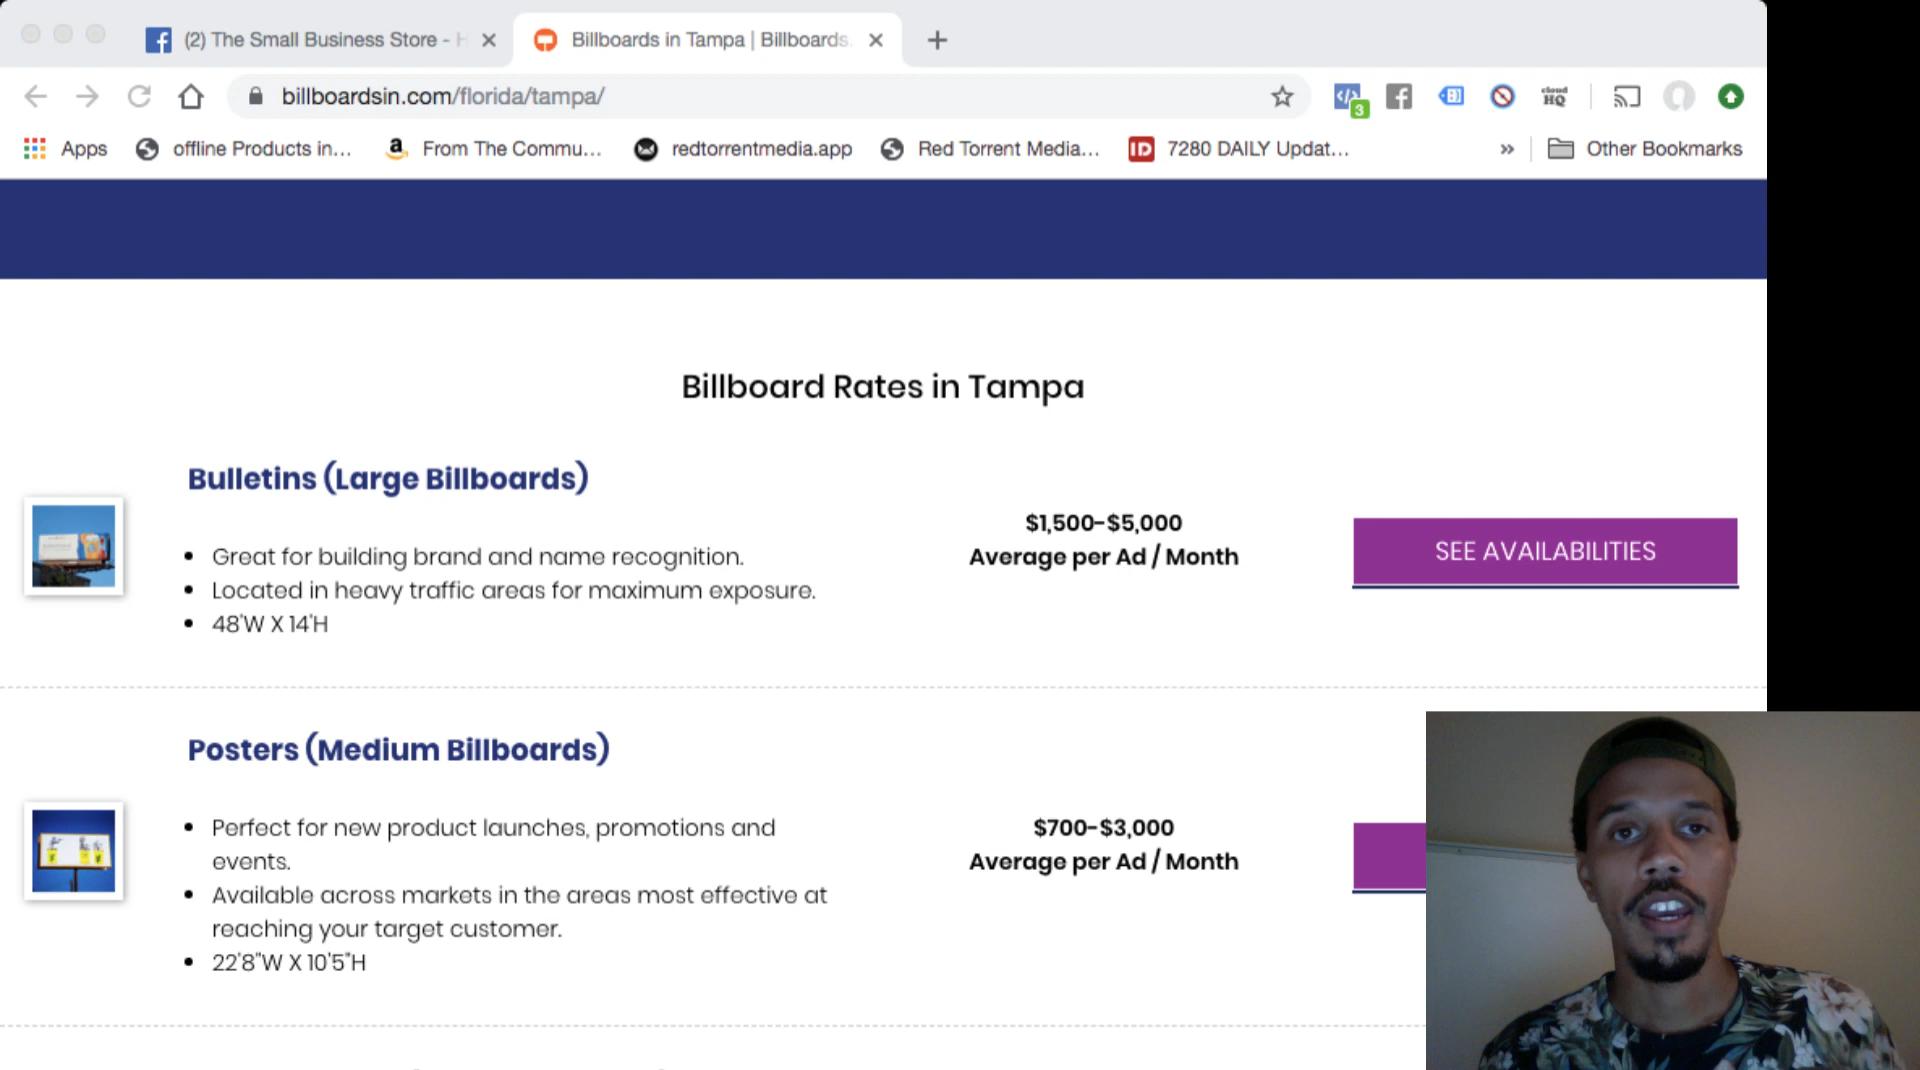 (2) The Small Business Store - H
Billboards in Tampa | Billboards
billboardsin.com/florida/tampa/
3
cloud
HQ
Apps
offline Products in...
a
From The Commu...
redtorrentmedia.app
Red Torrent Media...
ID
7280 DAILY Updat...
»
Other Bookmarks
Billboard Rates in Tampa
Bulletins (Large Billboards)
• Great for building brand and name recognition.
• Located in heavy traffic areas for maximum exposure.
• 48'W X 14'H
$1,500-$5,000
Average per Ad / Month
SEE AVAILABILITIES
Posters (Medium Billboards)
• Perfect for new product launches, promotions and
events.
• Available across markets in the areas most effective at
reaching your target customer.
• 22'8"W X 10'5"H
$700-$3,000
Average per Ad / Month